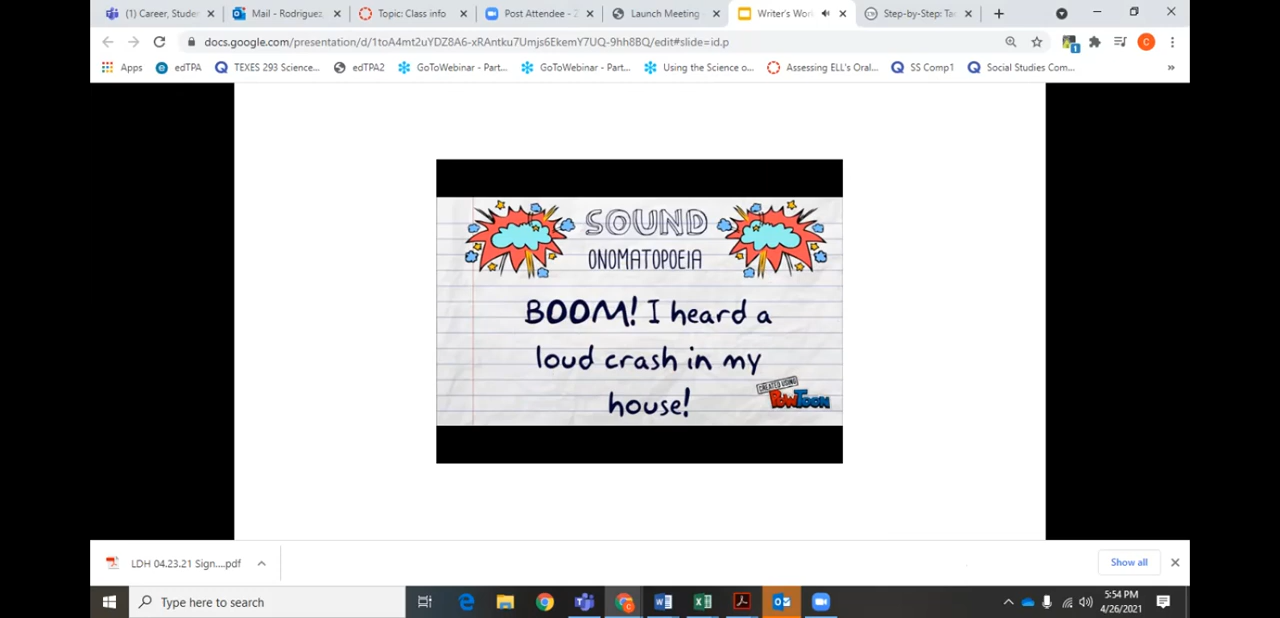 (1) Career, Stude
Mail - Rodriguez,
Topic: Class info
Post Attendee - Z
Launch Meeting
Writer's Wor
Step-by-Step: Ta
docs.google.com/presentation/d/1toA4mt2uYDZ8A6-xRAntku7Umjs6EkemY7UQ-9hh8BQ/edit#slide=id.p
1
C
Apps
edTPA
TEXES 293 Science...
edTPA2
GoToWebinar - Part...
GoToWebinar - Part...
Using the Science o...
Assessing ELL's Oral...
SS Comp1
Social Studies Com...
»
SOUND
ONOMATOPOEIA
BOOM! I heard a
loud crash in my
house!
CREATED USING
POWTOON
LDH 04.23.21 Sign....pdf
Show all
Type here to search
5:54 PM
4/26/2021